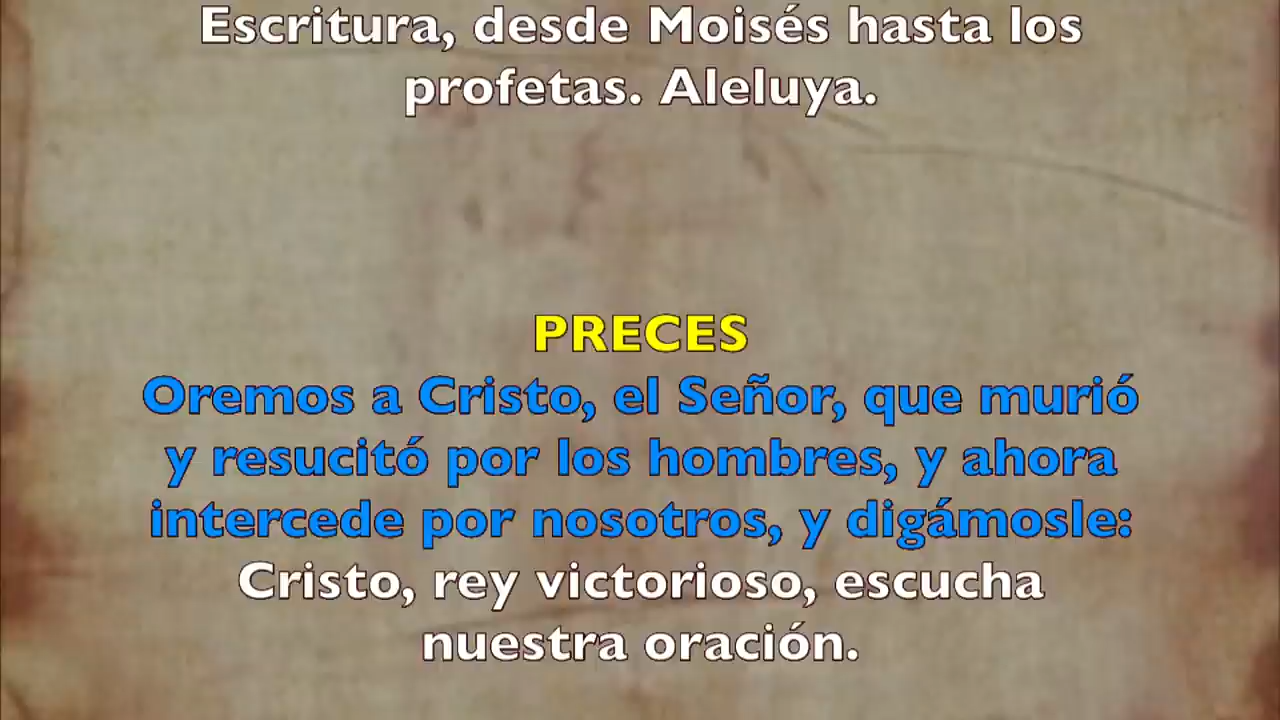 Escritura, desde Moisés hasta los
profetas. Aleluya.
PRECES
Oremos a Cristo, el Señor, que murió
y resucitó por los hombres, y ahora
intercede por nosotros, y digámosle:
Cristo, rey victorioso, escucha
nuestra oración.